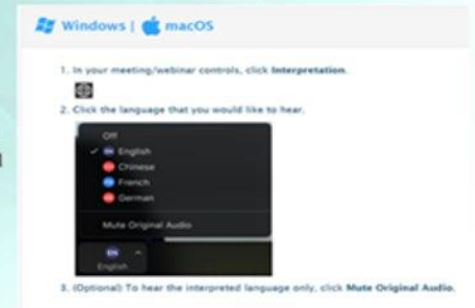 Windows | macOS
1. In your meeting/webinar controls, click Interpretation.
2. Click the language that you would like to hear.
Off
✓ EN English
Chinese
French
German
Mute Original Audio
EN
English
3. (Optional) To hear the interpreted language only, click Mute Original Audio.